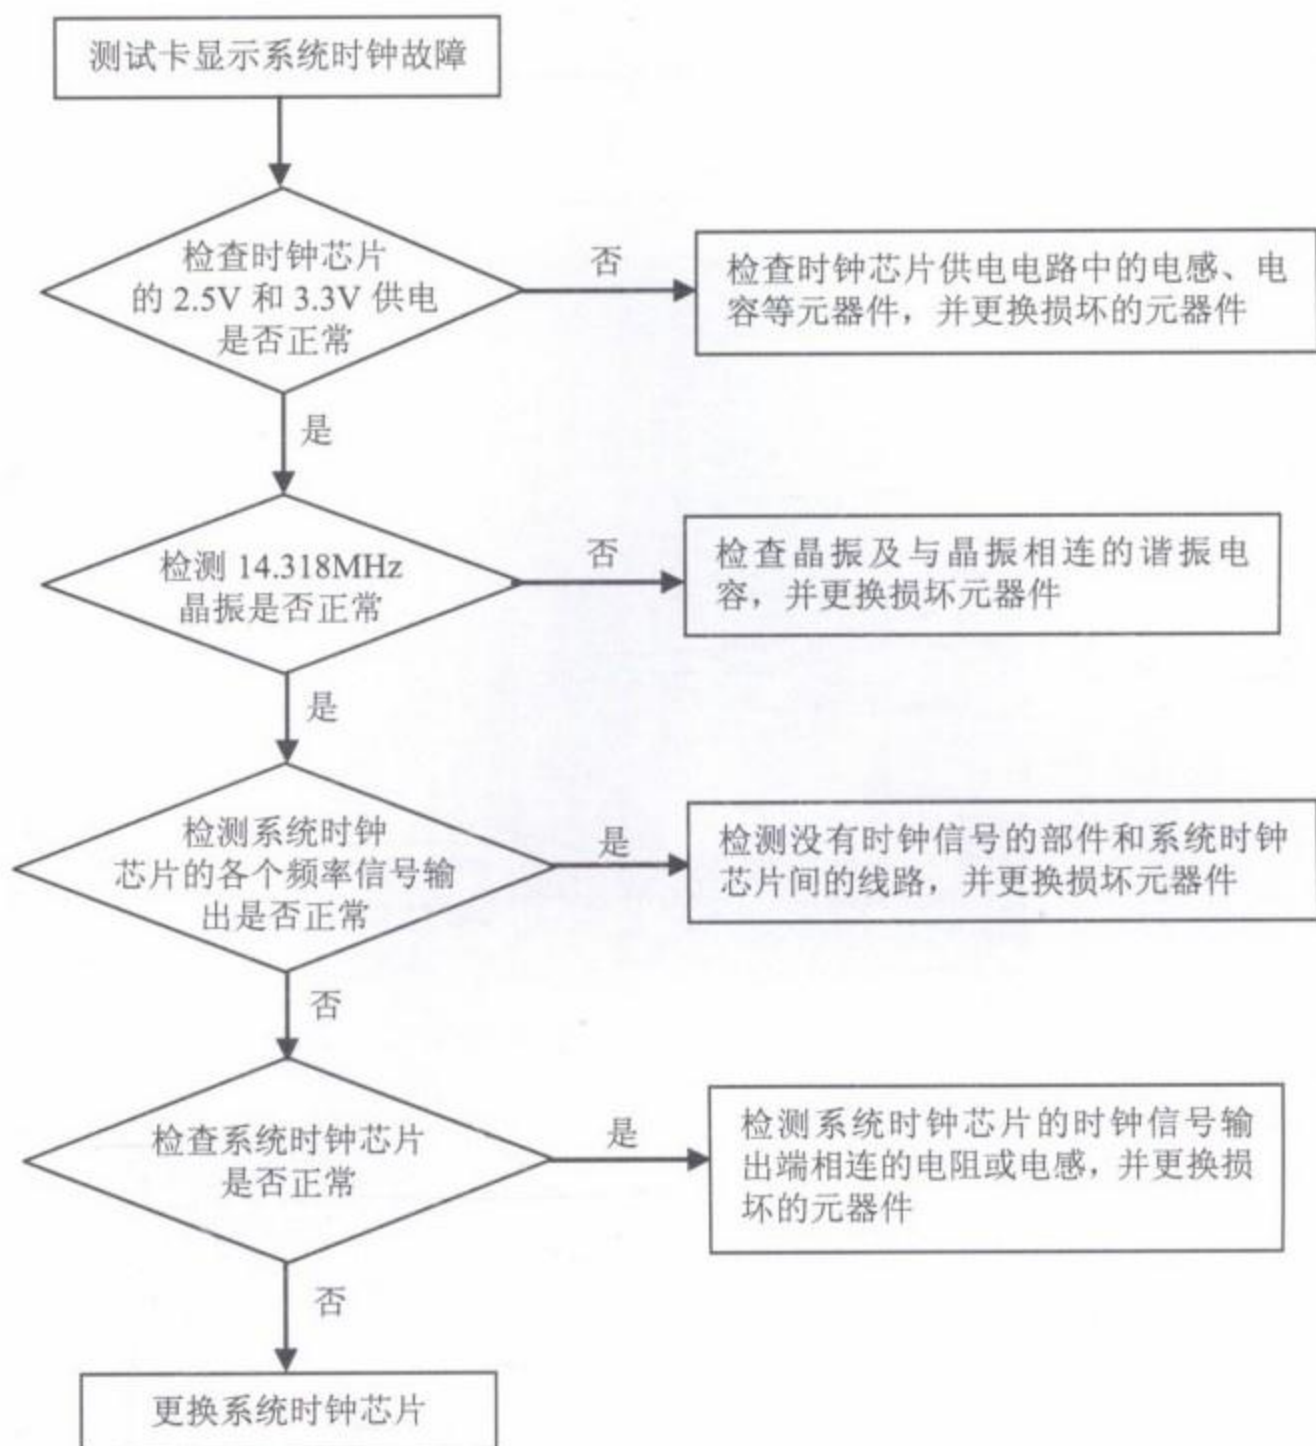 测试卡显示系统时钟故障
检查时钟芯片
的 2.5V 和 3.3V 供电
是否正常
否
检查时钟芯片供电电路中的电感、电
容等元器件，并更换损坏的元器件
是
检测 14.318MHz
晶振是否正常
否
检查晶振及与晶振相连的谐振电
容，并更换损坏元器件
是
检测系统时钟
芯片的各个频率信号输
出是否正常
是
检测没有时钟信号的部件和系统时钟
芯片间的线路，并更换损坏元器件
否
检查系统时钟芯片
是否正常
是
检测系统时钟芯片的时钟信号输
出端相连的电阻或电感，并更换损
坏的元器件
否
更换系统时钟芯片